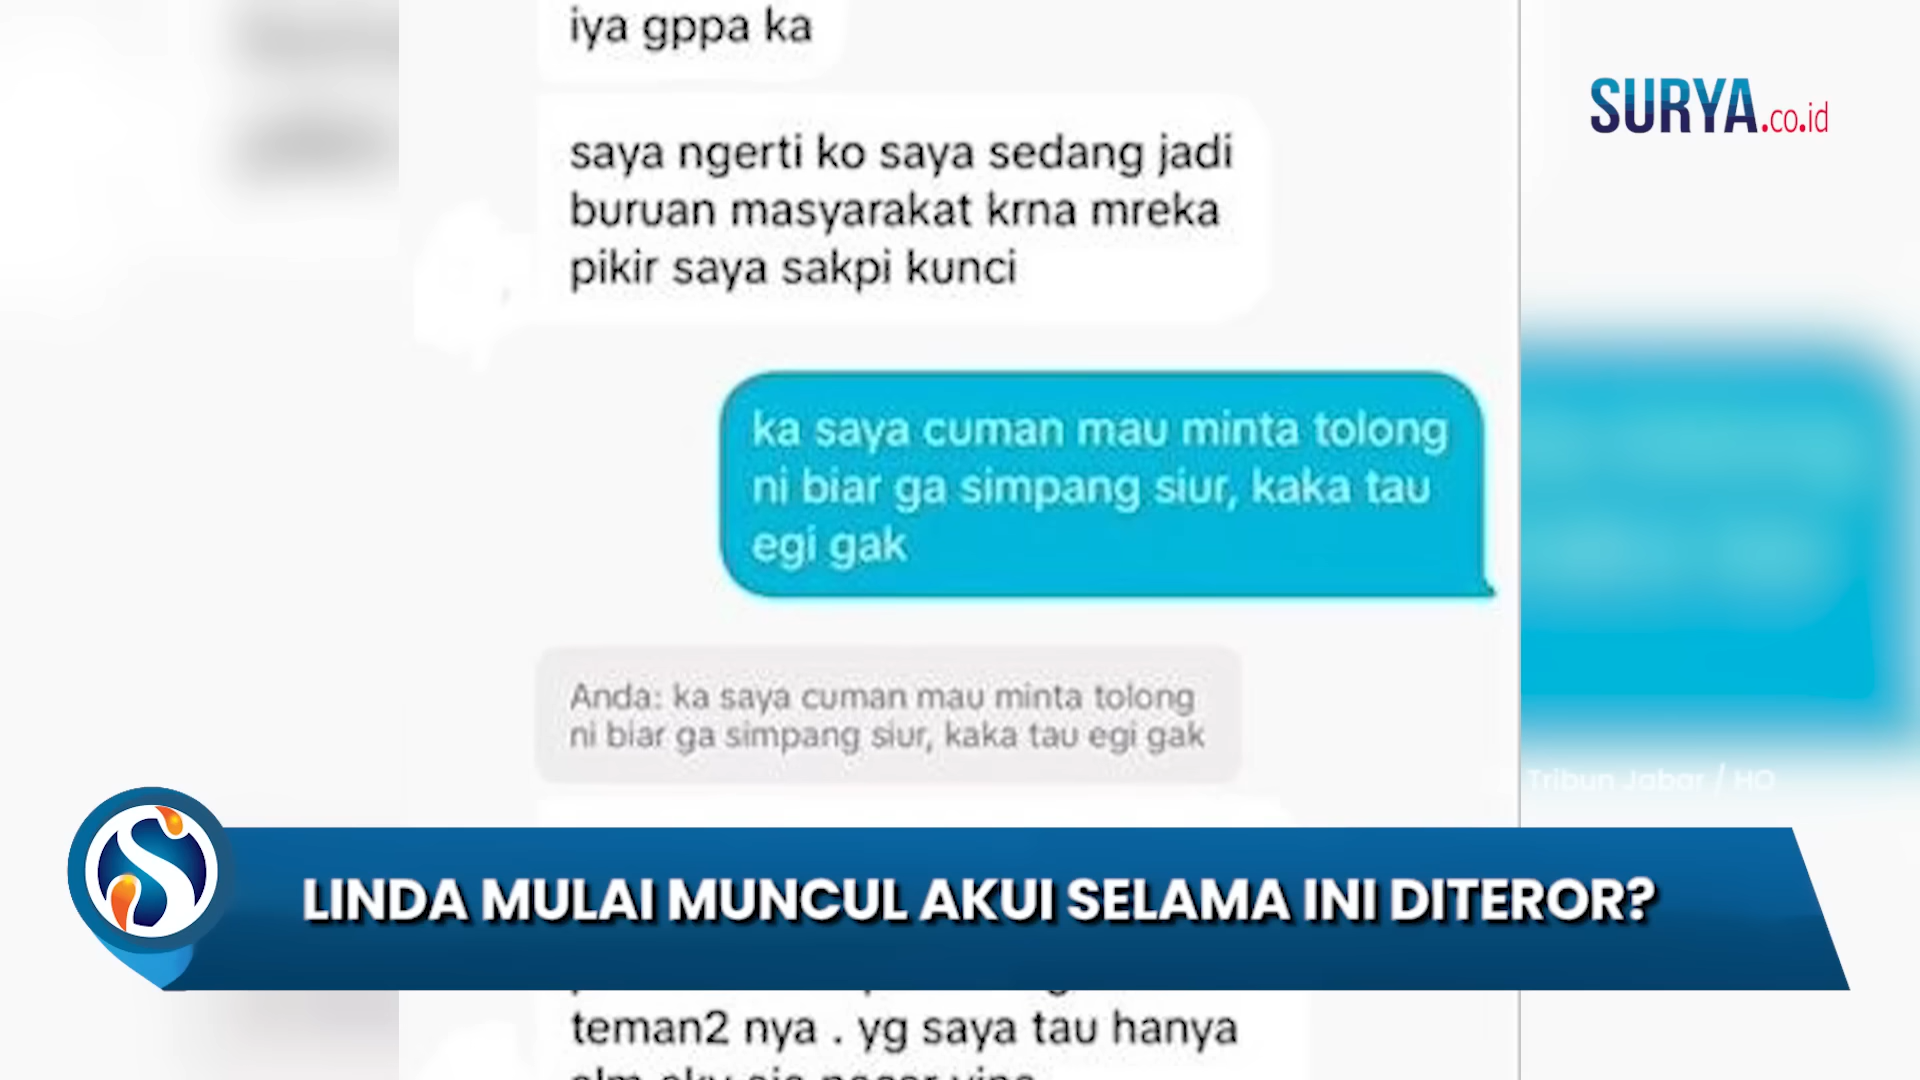 iya gppa ka
SURYA.co.id
saya ngerti ko saya sedang jadi
buruan masyarakat krna mreka
pikir saya sakpi kunci
ka saya cuman mau minta tolong
ni biar ga simpang siur, kaka tau
egi gak
Anda: ka saya cuman mau minta tolong
ni biar ga simpang siur, kaka tau egi gak
Tribun Jabar / HO
LINDA MULAI MUNCUL AKUI SELAMA INI DITEROR?
teman2 nya . yg saya tau hanya